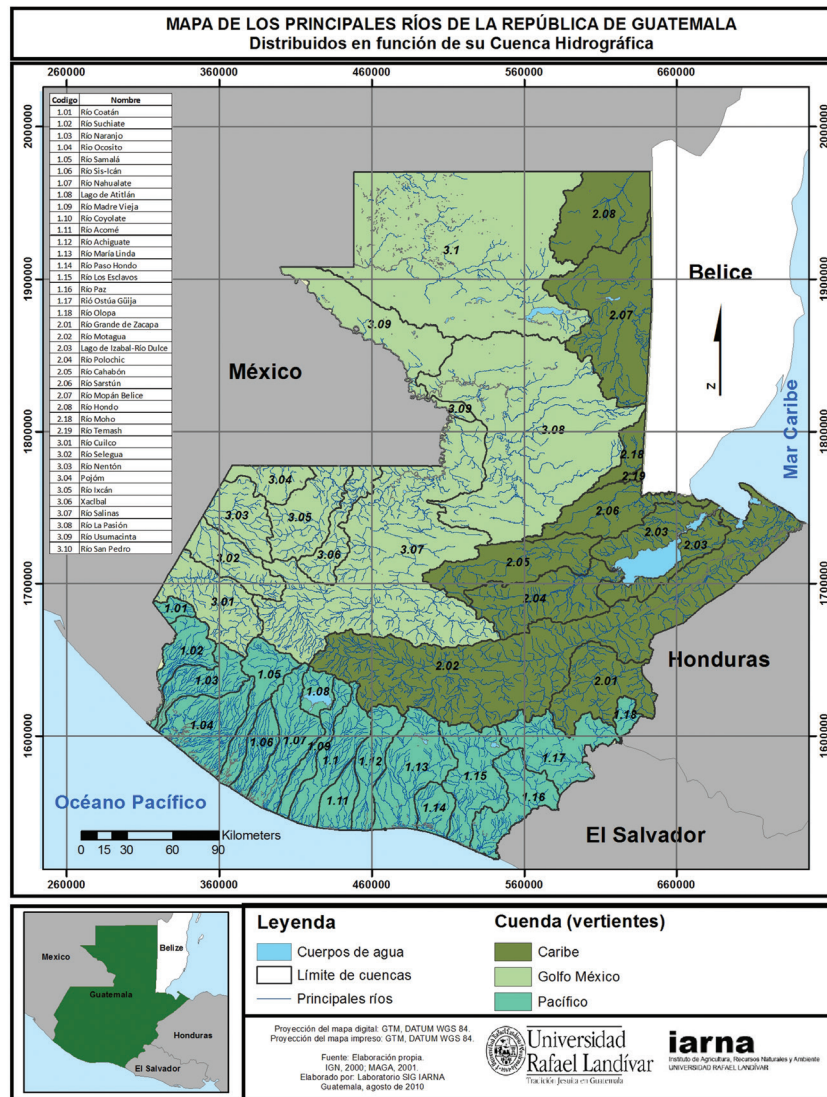 MAPA DE LOS PRINCIPALES RÍOS DE LA REPÚBLICA DE GUATEMALA
Distribuidos en función de su Cuenca Hidrográfica
260000 360000 460000 560000 660000
Codigo Nombre
1.01 Río Coatán
1.02 Río Suchiate
1.03 Río Naranjo
1.04 Río Ocosito
1.05 Río Samalá
1.06 Río Sis-Icán
1.07 Río Nahualate
1.08 Lago de Atitlán
1.09 Río Madre Vieja
1.10 Río Coyolate
1.11 Río Acomé
1.12 Río Achiguate
1.13 Río María Linda
1.14 Río Paso Hondo
1.15 Río Los Esclavos
1.16 Río Paz
1.17 Rió Ostúa Güija
1.18 Río Olopa
2.01 Río Grande de Zacapa
2.02 Río Motagua
2.03 Lago de Izabal-Río Dulce
2.04 Río Polochic
2.05 Río Cahabón
2.06 Río Sarstún
2.07 Río Mopán Belice
2.08 Río Hondo
2.18 Río Moho
2.19 Río Temash
3.01 Río Cuilco
3.02 Río Selegua
3.03 Río Nentón
3.04 Pojóm
3.05 Río Ixcán
3.06 Xaclbal
3.07 Río Salinas
3.08 Río La Pasión
3.09 Río Usumacinta
3.10 Río San Pedro
2000000
1900000
1800000
1700000
1600000
2000000
1900000
1800000
1700000
1600000
2.08
3.1
Belice
2.07
3.09
México
N
3.09
3.08
Mar Caribe
2.18
2.19
3.04
3.03
3.05
2.06
2.03
2.03
3.02
3.06
3.07
2.05
2.04
3.01
1.01
1.02
2.02
Honduras
1.03
1.05
1.08
2.01
1.18
1.04
1.06
1.07
1.09
1.1
1.12
1.13
1.15
1.17
1.11
1.14
1.16
Océano Pacífico
El Salvador
Kilometers
0 15 30 60 90
260000 360000 460000 560000 660000
Mexico
Belize
Guatemala
Honduras
El Salvador
Leyenda
Cuerpos de agua
Límite de cuencas
Principales ríos
Cuenda (vertientes)
Caribe
Golfo México
Pacífico
Proyección del mapa digital: GTM, DATUM WGS 84.
Proyección del mapa impreso: GTM, DATUM WGS 84.
Fuente: Elaboración propia.
IGN, 2000; MAGA, 2001.
Elaborado por: Laboratorio SIG IARNA
Guatemala, agosto de 2010
Universidad
Rafael Landívar
Tradición Jesuita en Guatemala
iarna
Instituto de Agricultura, Recursos Naturales y Ambiente
UNIVERSIDAD RAFAEL LANDÍVAR